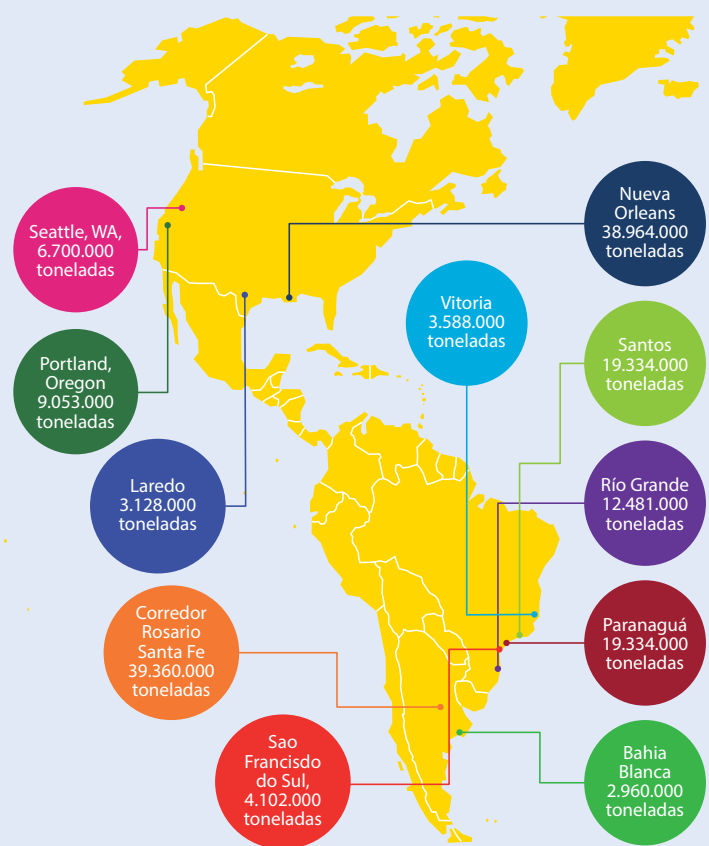 Nueva
Orleans
38.964.000
toneladas
Seattle, WA,
6.700.000
toneladas
Vitoria
3.588.000
toneladas
Santos
19.334.000
toneladas
Portland,
Oregon
9.053.000
toneladas
Laredo
3.128.000
toneladas
Río Grande
12.481.000
toneladas
Corredor
Rosario
Santa Fe
39.360.000
toneladas
Paranaguá
19.334.000
toneladas
Sao
Francisdo
do Sul,
4.102.000
toneladas
Bahia
Blanca
2.960.000
toneladas